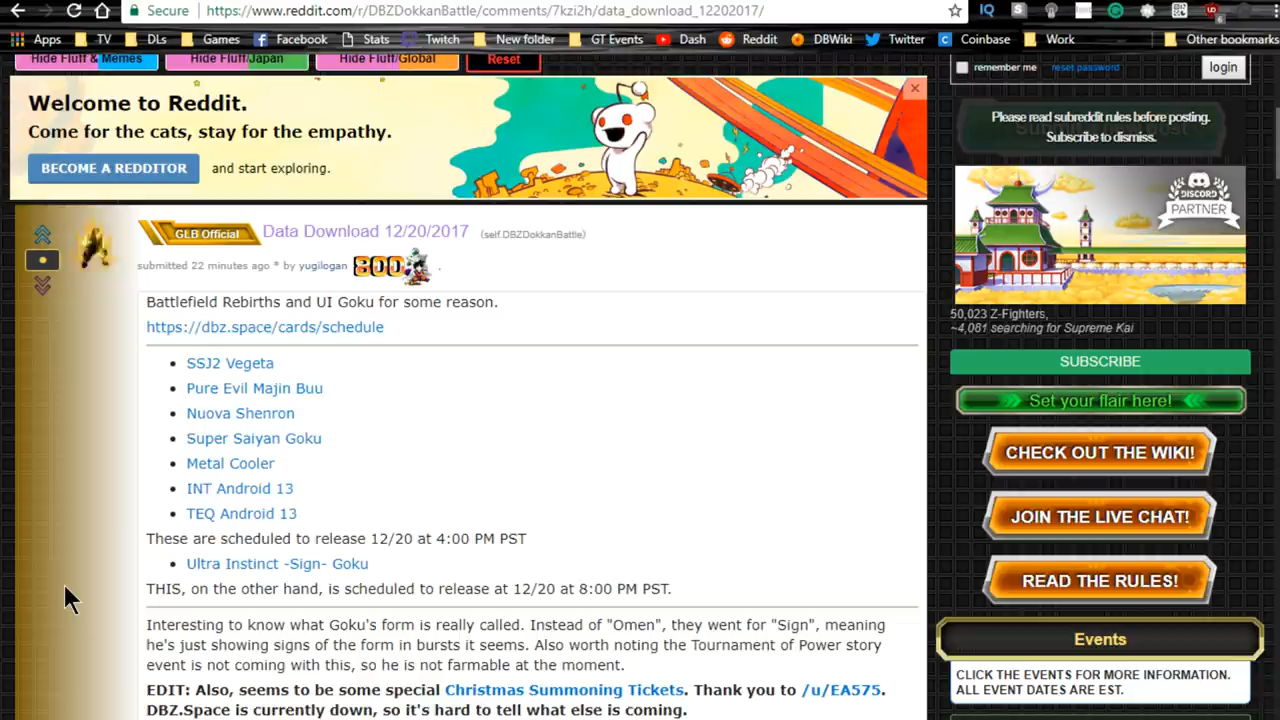 Secure https://www.reddit.com/r/DBZDokkanBattle/comments/7kzi2h/data_download_12202017/
Apps TV DLs Games Facebook Stats Twitch New folder GT Events Dash Reddit DBWiki Twitter Coinbase Work Other bookmarks
Hide Fluff & Memes Hide Fluff/Japan Hide Fluff/Global Reset
remember me reset password login
Welcome to Reddit.
Come for the cats, stay for the empathy.
BECOME A REDDITOR and start exploring.
Please read subreddit rules before posting.
Subscribe to dismiss.
DISCORD
PARTNER
GLB Official Data Download 12/20/2017 (self.DBZDokkanBattle)
submitted 22 minutes ago * by yugilogan 300
Battlefield Rebirths and UI Goku for some reason.
https://dbz.space/cards/schedule
• SSJ2 Vegeta
• Pure Evil Majin Buu
• Nuova Shenron
• Super Saiyan Goku
• Metal Cooler
• INT Android 13
• TEQ Android 13
These are scheduled to release 12/20 at 4:00 PM PST
• Ultra Instinct -Sign- Goku
THIS, on the other hand, is scheduled to release at 12/20 at 8:00 PM PST.
Interesting to know what Goku's form is really called. Instead of "Omen", they went for "Sign", meaning
he's just showing signs of the form in bursts it seems. Also worth noting the Tournament of Power story
event is not coming with this, so he is not farmable at the moment.
EDIT: Also, seems to be some special Christmas Summoning Tickets. Thank you to /u/EA575.
DBZ.Space is currently down, so it's hard to tell what else is coming.
50,023 Z-Fighters,
~4,061 searching for Supreme Kai
SUBSCRIBE
Set your flair here!
CHECK OUT THE WIKI!
JOIN THE LIVE CHAT!
READ THE RULES!
Events
CLICK THE EVENTS FOR MORE INFORMATION.
ALL EVENT DATES ARE EST.